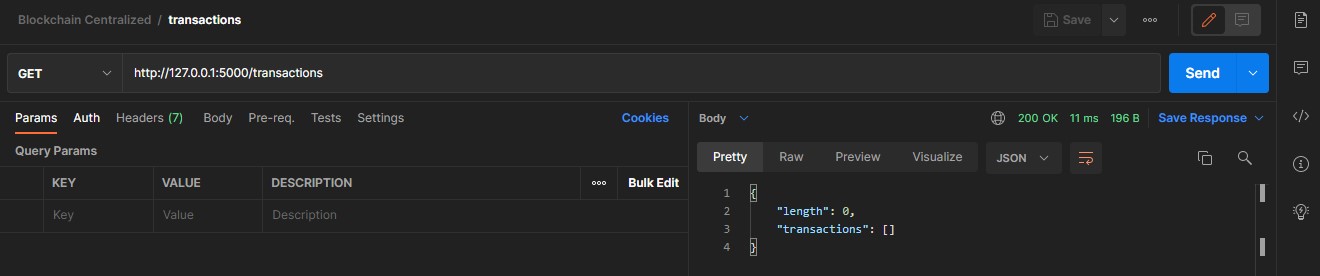 Blockchain Centralized / transactions
Save
GET http://127.0.0.1:5000/transactions
Send
Params Auth Headers (7) Body Pre-req. Tests Settings Cookies
Query Params
KEY VALUE DESCRIPTION Bulk Edit
Key Value Description
Body 200 OK 11 ms 196 B Save Response
Pretty Raw Preview Visualize JSON
1 {
2 "length": 0,
3 "transactions": []
4 }